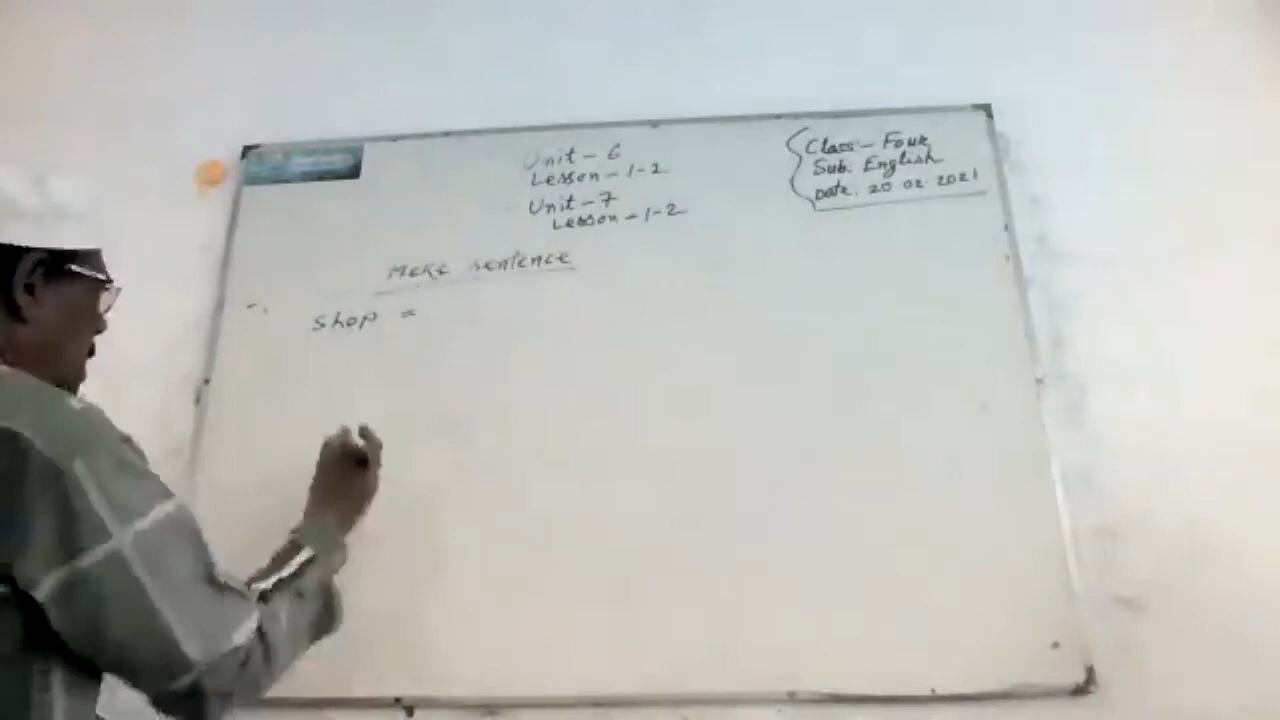 Unit - 6
Lesson - 1-2
Unit - 7
Lesson - 1-2
Class - Four
Sub. English
Date. 20 02 2021
Make sentence
Shop =